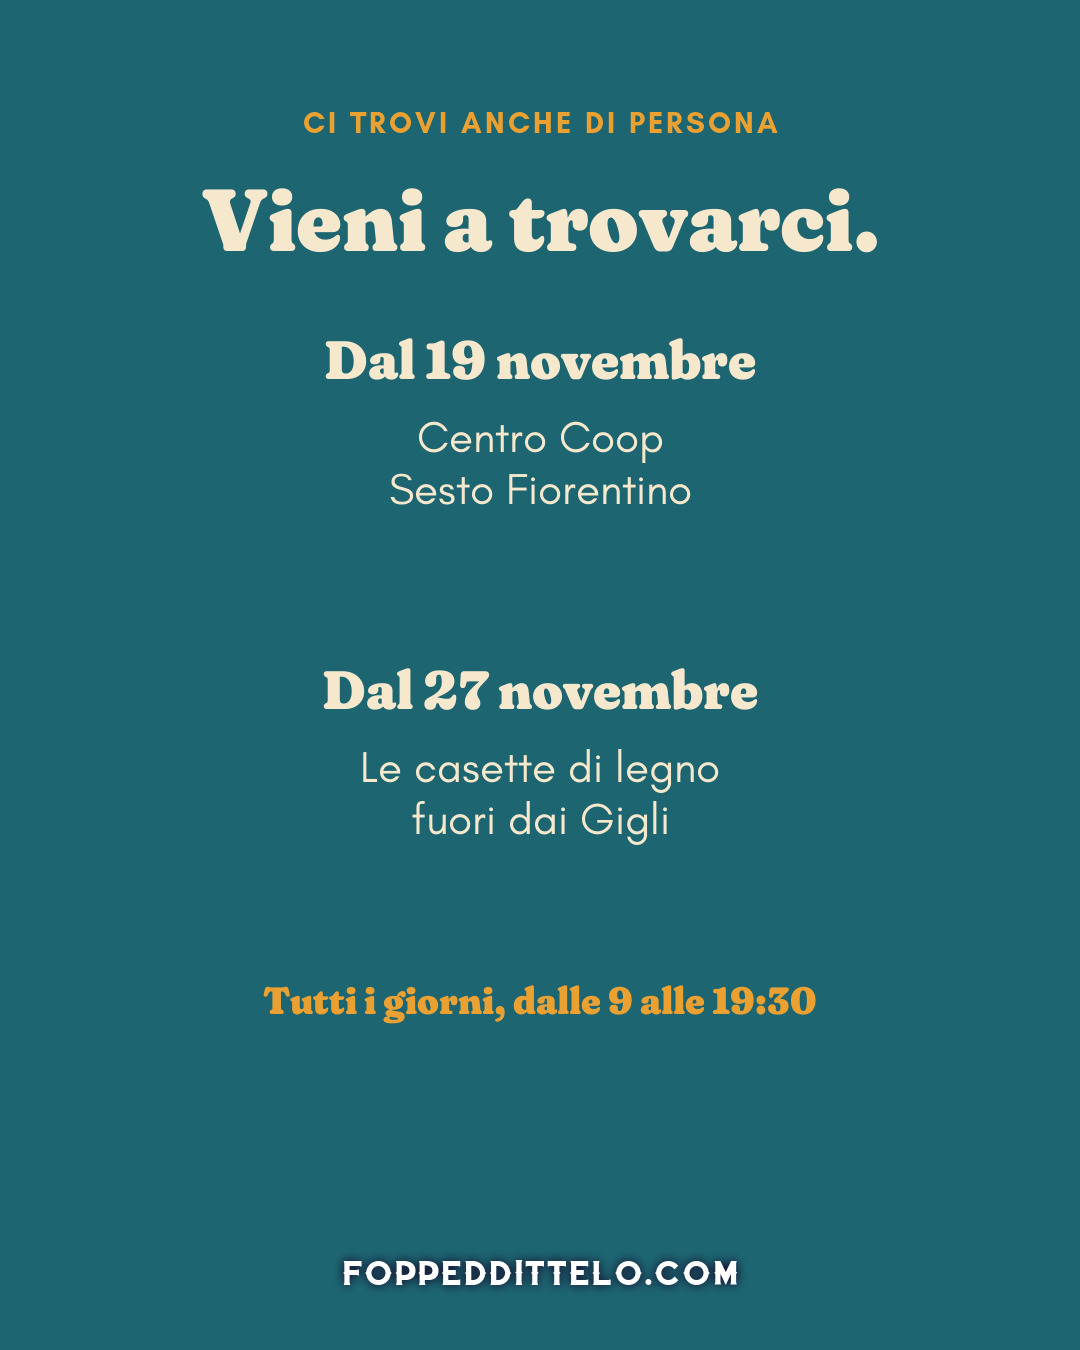 CI TROVI ANCHE DI PERSONA
Vieni a trovarci.
Dal 19 novembre
Centro Coop
Sesto Fiorentino
Dal 27 novembre
Le casette di legno
fuori dai Gigli
Tutti i giorni, dalle 9 alle 19:30
FOPPEDDITTELO.COM